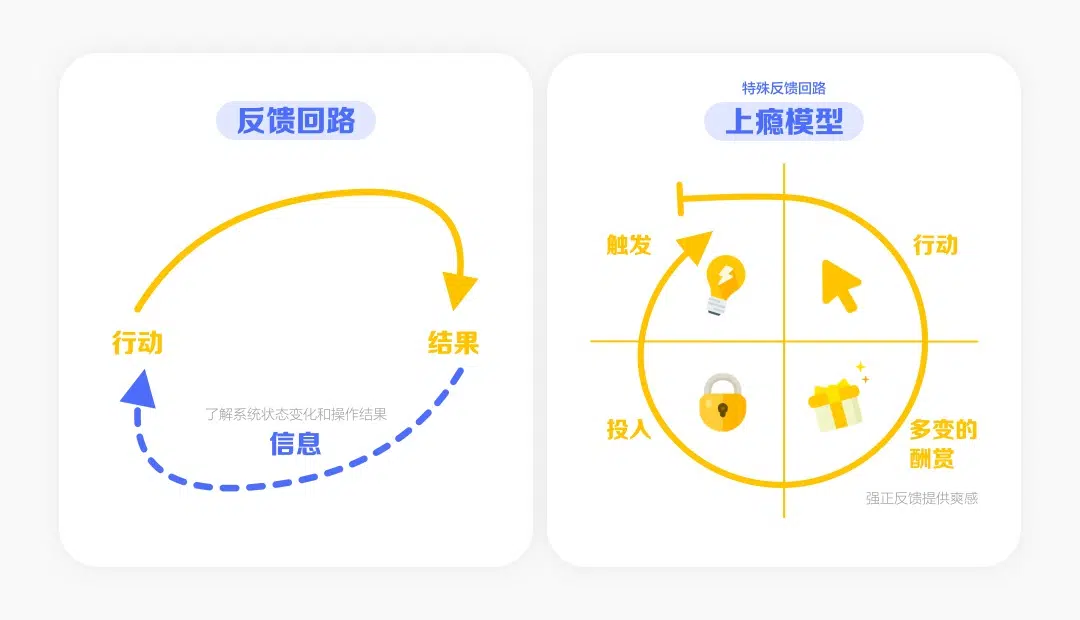 反馈回路
行动
结果
了解系统状态变化和操作结果
信息
特殊反馈回路
上瘾模型
触发
行动
投入
多变的
酬赏
强正反馈提供爽感